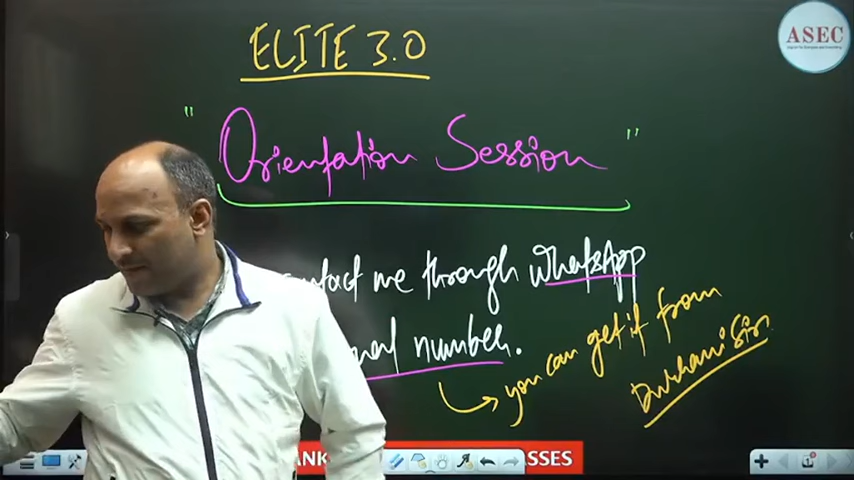 ELITE 3.0
ASEC
" Orientation Session "
contact me through WhatsApp
number.
you can get it from
Sir
ANK
SSES